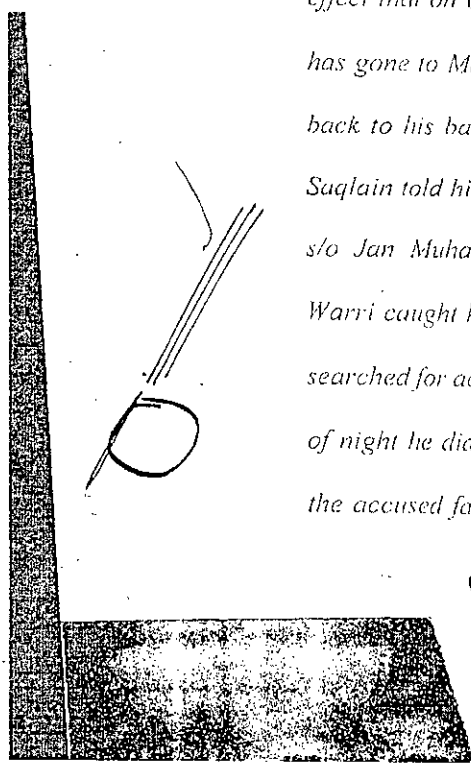 effect that on
has gone to M
back to his ba
Saqlain told hi
s/o Jan Muha
Warri caught h
searched for ac
of night he did
the accused fa